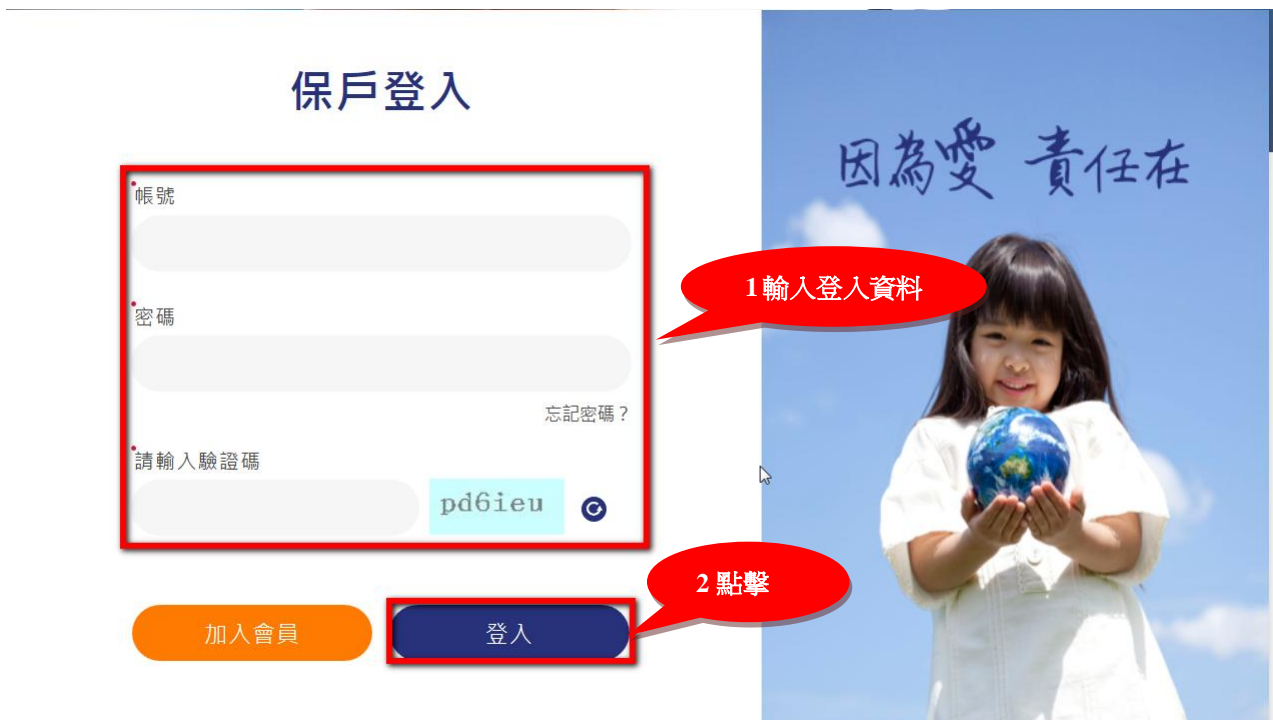 保戶登入
因為愛 責任在
帳號
1輸入登入資料
密碼
忘記密碼？
請輸入驗證碼
pd6ieu
2 點擊
加入會員
登入